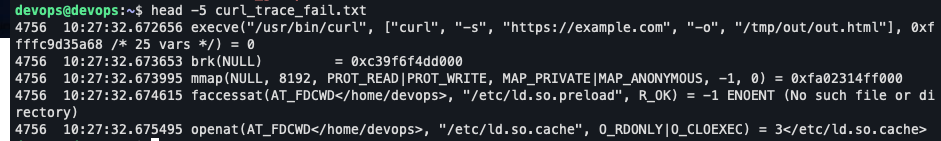 devops@devops:~$ head -5 curl_trace_fail.txt
4756  10:27:32.672656 execve("/usr/bin/curl", ["curl", "-s", "https://example.com", "-o", "/tmp/out/out.html"], 0xf
fffc9d35a68 /* 25 vars */) = 0
4756  10:27:32.673653 brk(NULL)         = 0xc39f6f4dd000
4756  10:27:32.673995 mmap(NULL, 8192, PROT_READ|PROT_WRITE, MAP_PRIVATE|MAP_ANONYMOUS, -1, 0) = 0xfa02314ff000
4756  10:27:32.674615 faccessat(AT_FDCWD</home/devops>, "/etc/ld.so.preload", R_OK) = -1 ENOENT (No such file or di
rectory)
4756  10:27:32.675495 openat(AT_FDCWD</home/devops>, "/etc/ld.so.cache", O_RDONLY|O_CLOEXEC) = 3</etc/ld.so.cache>